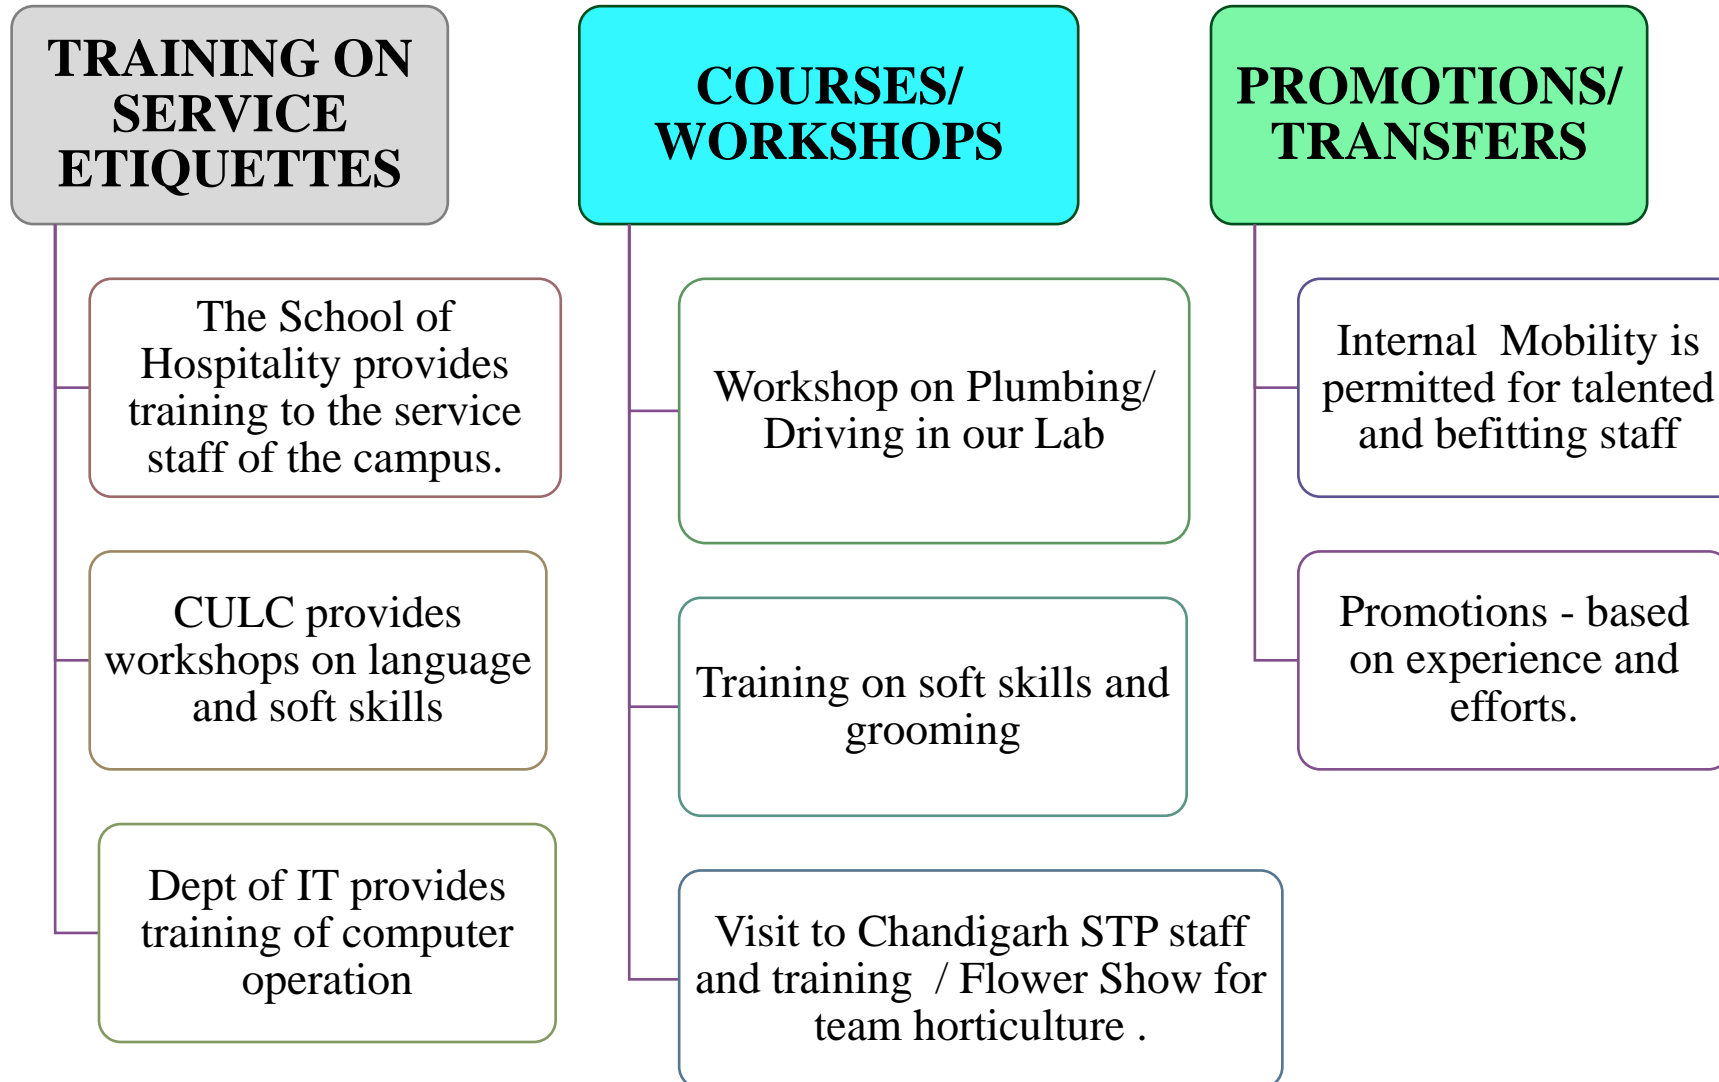 TRAINING ON
SERVICE
ETIQUETTES
The School of
Hospitality provides
training to the service
staff of the campus.
CULC provides
workshops on language
and soft skills
Dept of IT provides
training of computer
operation
COURSES/
WORKSHOPS
Workshop on Plumbing/
Driving in our Lab
Training on soft skills and
grooming
Visit to Chandigarh STP staff
and training  / Flower Show for
team horticulture .
PROMOTIONS/
TRANSFERS
Internal  Mobility is
permitted for talented
and befitting staff
Promotions - based
on experience and
efforts.